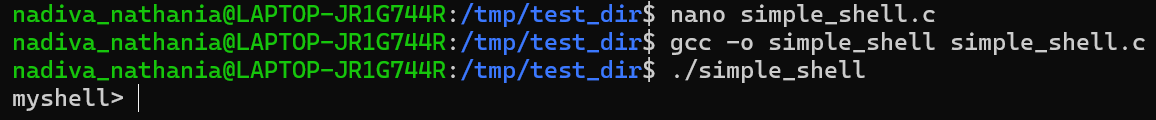 nadiva_nathania@LAPTOP-JR1G744R:/tmp/test_dir$ nano simple_shell.c
nadiva_nathania@LAPTOP-JR1G744R:/tmp/test_dir$ gcc -o simple_shell simple_shell.c
nadiva_nathania@LAPTOP-JR1G744R:/tmp/test_dir$ ./simple_shell
myshell>